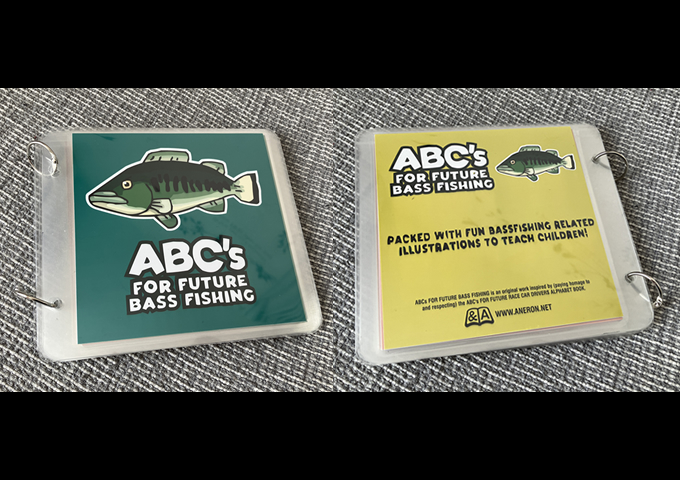 ABC's
FOR FUTURE
BASS FISHING
ABC's
FOR FUTURE
BASS FISHING
PACKED WITH FUN BASSFISHING RELATED
ILLUSTRATIONS TO TEACH CHILDREN!
ABCs FOR FUTURE BASS FISHING is an original work inspired by (paying homage to
and respecting) the ABC's FOR FUTURE RACE CAR DRIVERS ALPHABET BOOK.
&A WWW.ANERON.NET